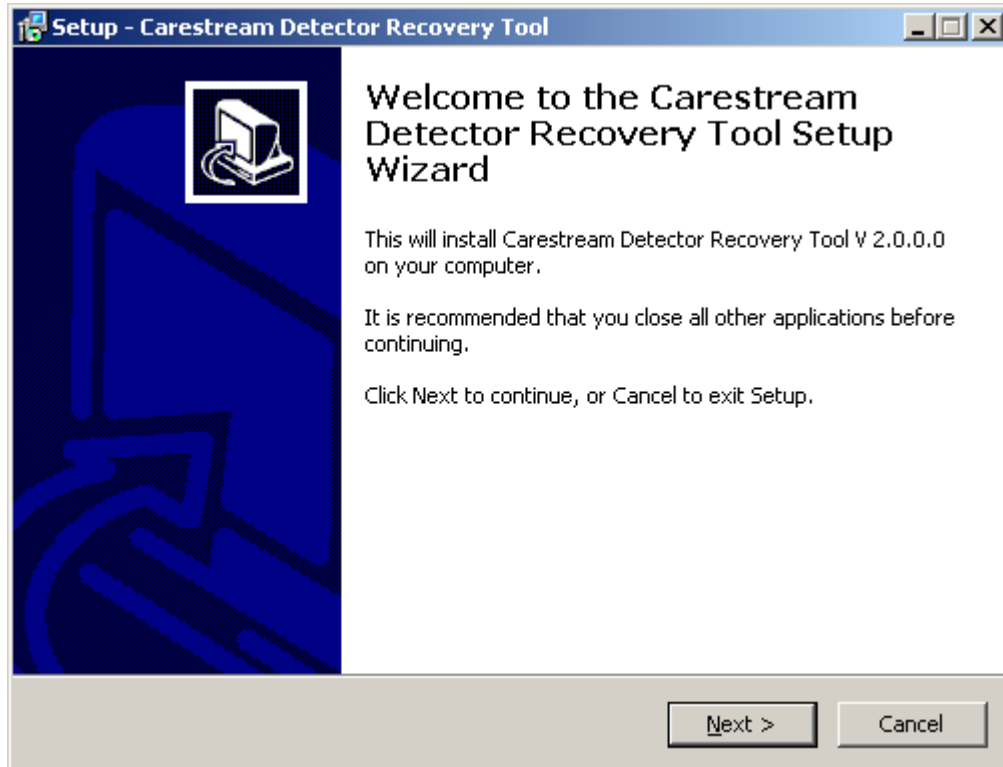 Setup - Carestream Detector Recovery Tool
Welcome to the Carestream
Detector Recovery Tool Setup
Wizard
This will install Carestream Detector Recovery Tool V 2.0.0.0
on your computer.
It is recommended that you close all other applications before
continuing.
Click Next to continue, or Cancel to exit Setup.
Next >
Cancel